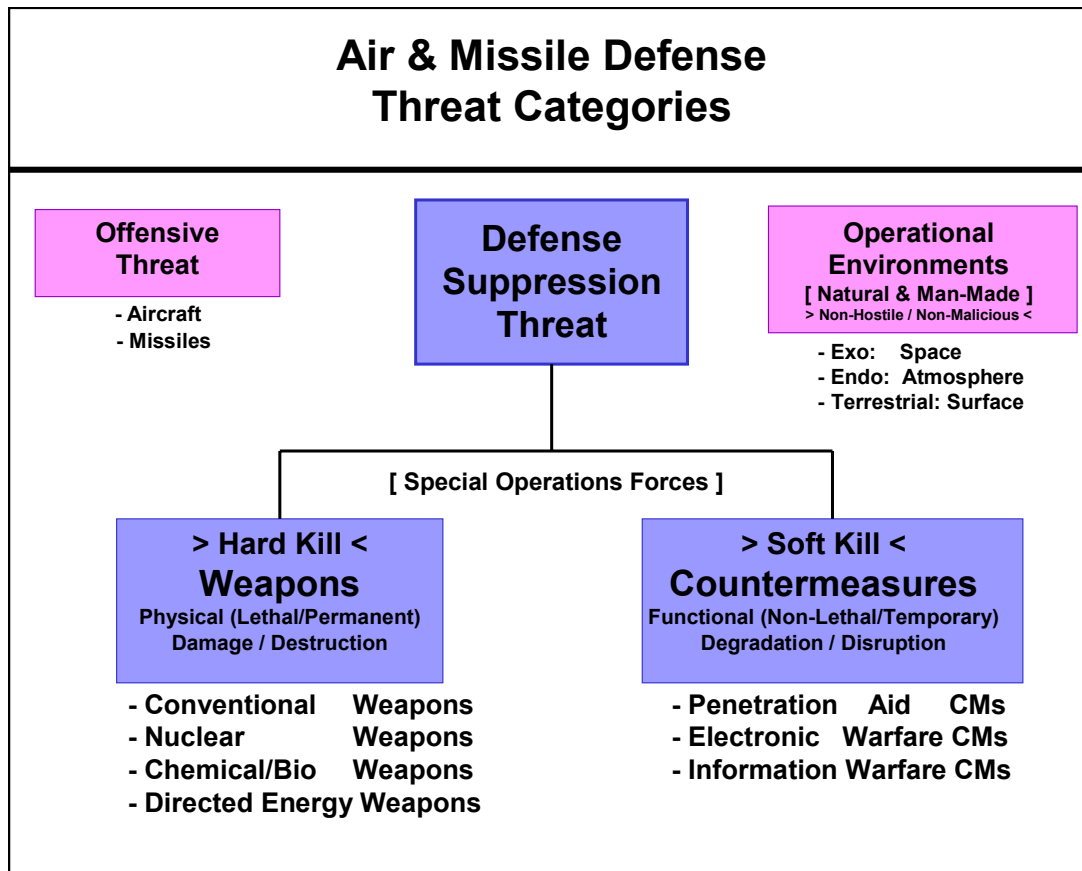 Air & Missile Defense
Threat Categories
Offensive
Threat
- Aircraft
- Missiles
Defense
Suppression
Threat
Operational
Environments
[ Natural & Man-Made ]
> Non-Hostile / Non-Malicious <
- Exo: Space
- Endo: Atmosphere
- Terrestrial: Surface
[ Special Operations Forces ]
> Hard Kill <
Weapons
Physical (Lethal/Permanent)
Damage / Destruction
- Conventional Weapons
- Nuclear Weapons
- Chemical/Bio Weapons
- Directed Energy Weapons
> Soft Kill <
Countermeasures
Functional (Non-Lethal/Temporary)
Degradation / Disruption
- Penetration Aid CMs
- Electronic Warfare CMs
- Information Warfare CMs